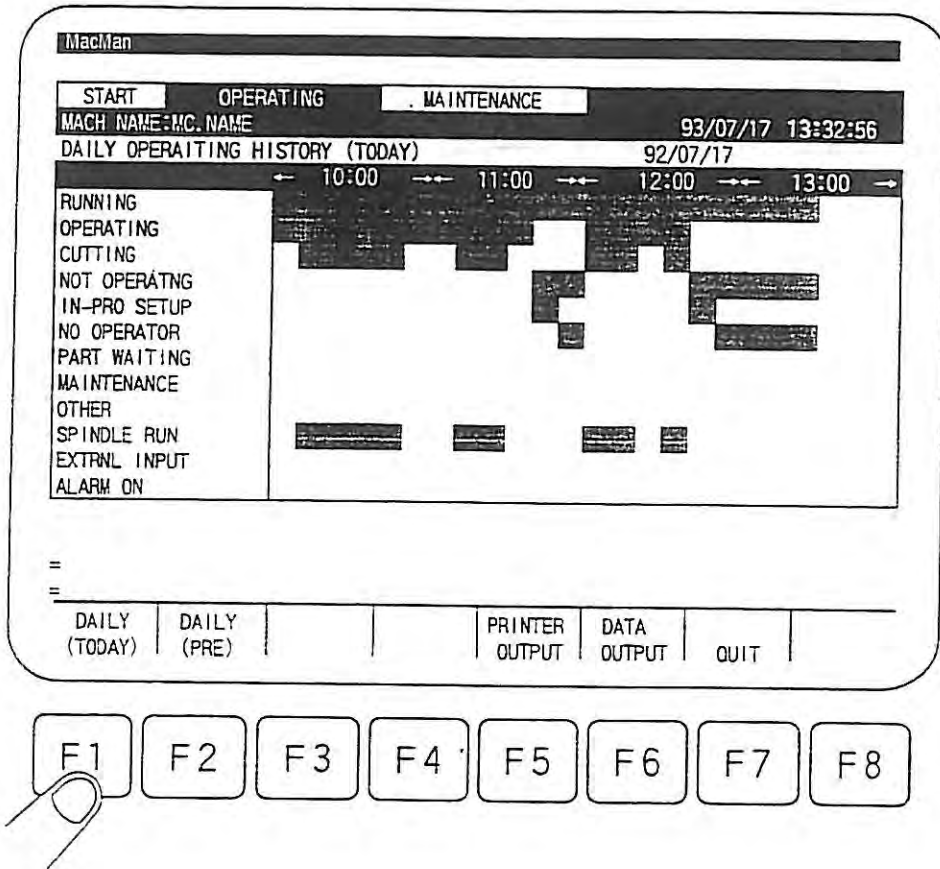 MacMan
START OPERATING . MAINTENANCE
MACH NAME:MC.NAME 93/07/17 13:32:56
DAILY OPERAITING HISTORY (TODAY) 92/07/17
← 10:00 →← 11:00 →← 12:00 →← 13:00 →
RUNNING
OPERATING
CUTTING
NOT OPERATNG
IN-PRO SETUP
NO OPERATOR
PART WAITING
MAINTENANCE
OTHER
SPINDLE RUN
EXTRNL INPUT
ALARM ON
=
=
DAILY (TODAY) DAILY (PRE) PRINTER OUTPUT DATA OUTPUT QUIT
F1 F2 F3 F4 F5 F6 F7 F8